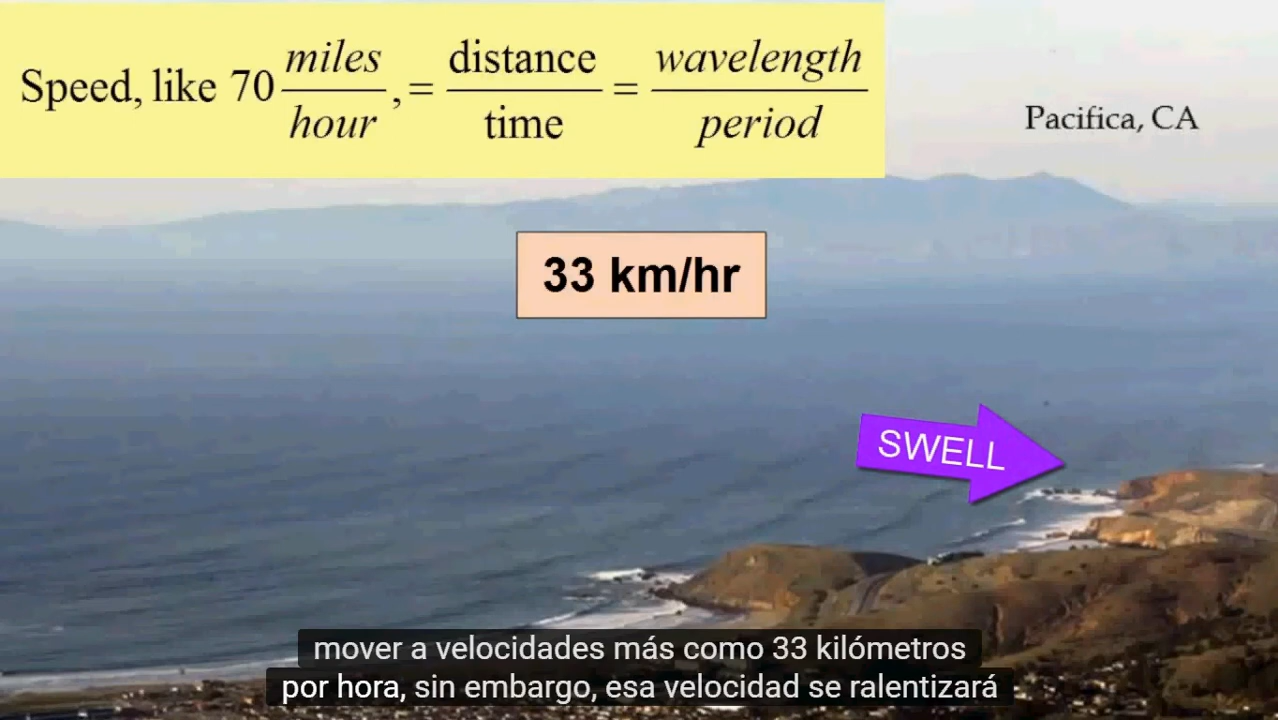 Speed, like 70 miles/hour, = distance/time = wavelength/period
Pacifica, CA
33 km/hr
SWELL
mover a velocidades más como 33 kilómetros
por hora, sin embargo, esa velocidad se ralentizará